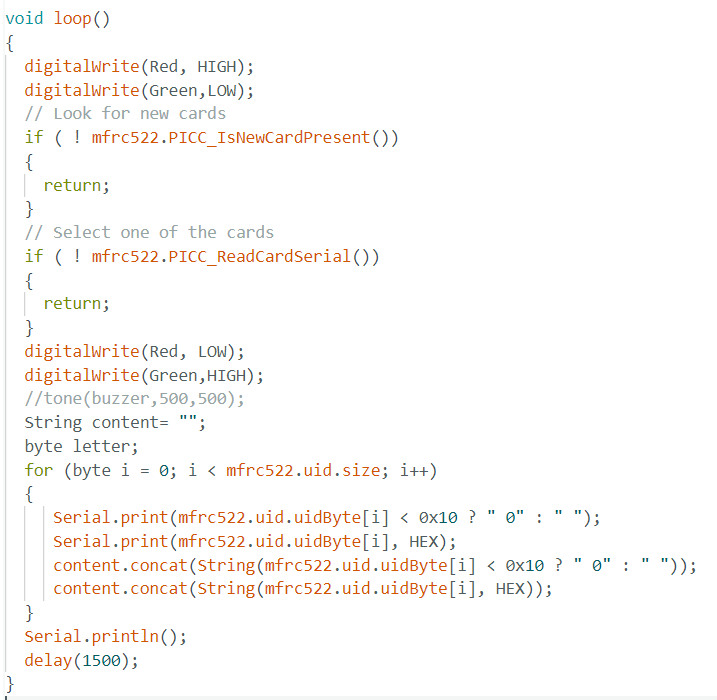 void loop()
{
  digitalWrite(Red, HIGH);
  digitalWrite(Green,LOW);
  // Look for new cards
  if ( ! mfrc522.PICC_IsNewCardPresent())
  {
    return;
  }
  // Select one of the cards
  if ( ! mfrc522.PICC_ReadCardSerial())
  {
    return;
  }
  digitalWrite(Red, LOW);
  digitalWrite(Green,HIGH);
  //tone(buzzer,500,500);
  String content= "";
  byte letter;
  for (byte i = 0; i < mfrc522.uid.size; i++)
  {
     Serial.print(mfrc522.uid.uidByte[i] < 0x10 ? " 0" : " ");
     Serial.print(mfrc522.uid.uidByte[i], HEX);
     content.concat(String(mfrc522.uid.uidByte[i] < 0x10 ? " 0" : " "));
     content.concat(String(mfrc522.uid.uidByte[i], HEX));
  }
  Serial.println();
  delay(1500);
}